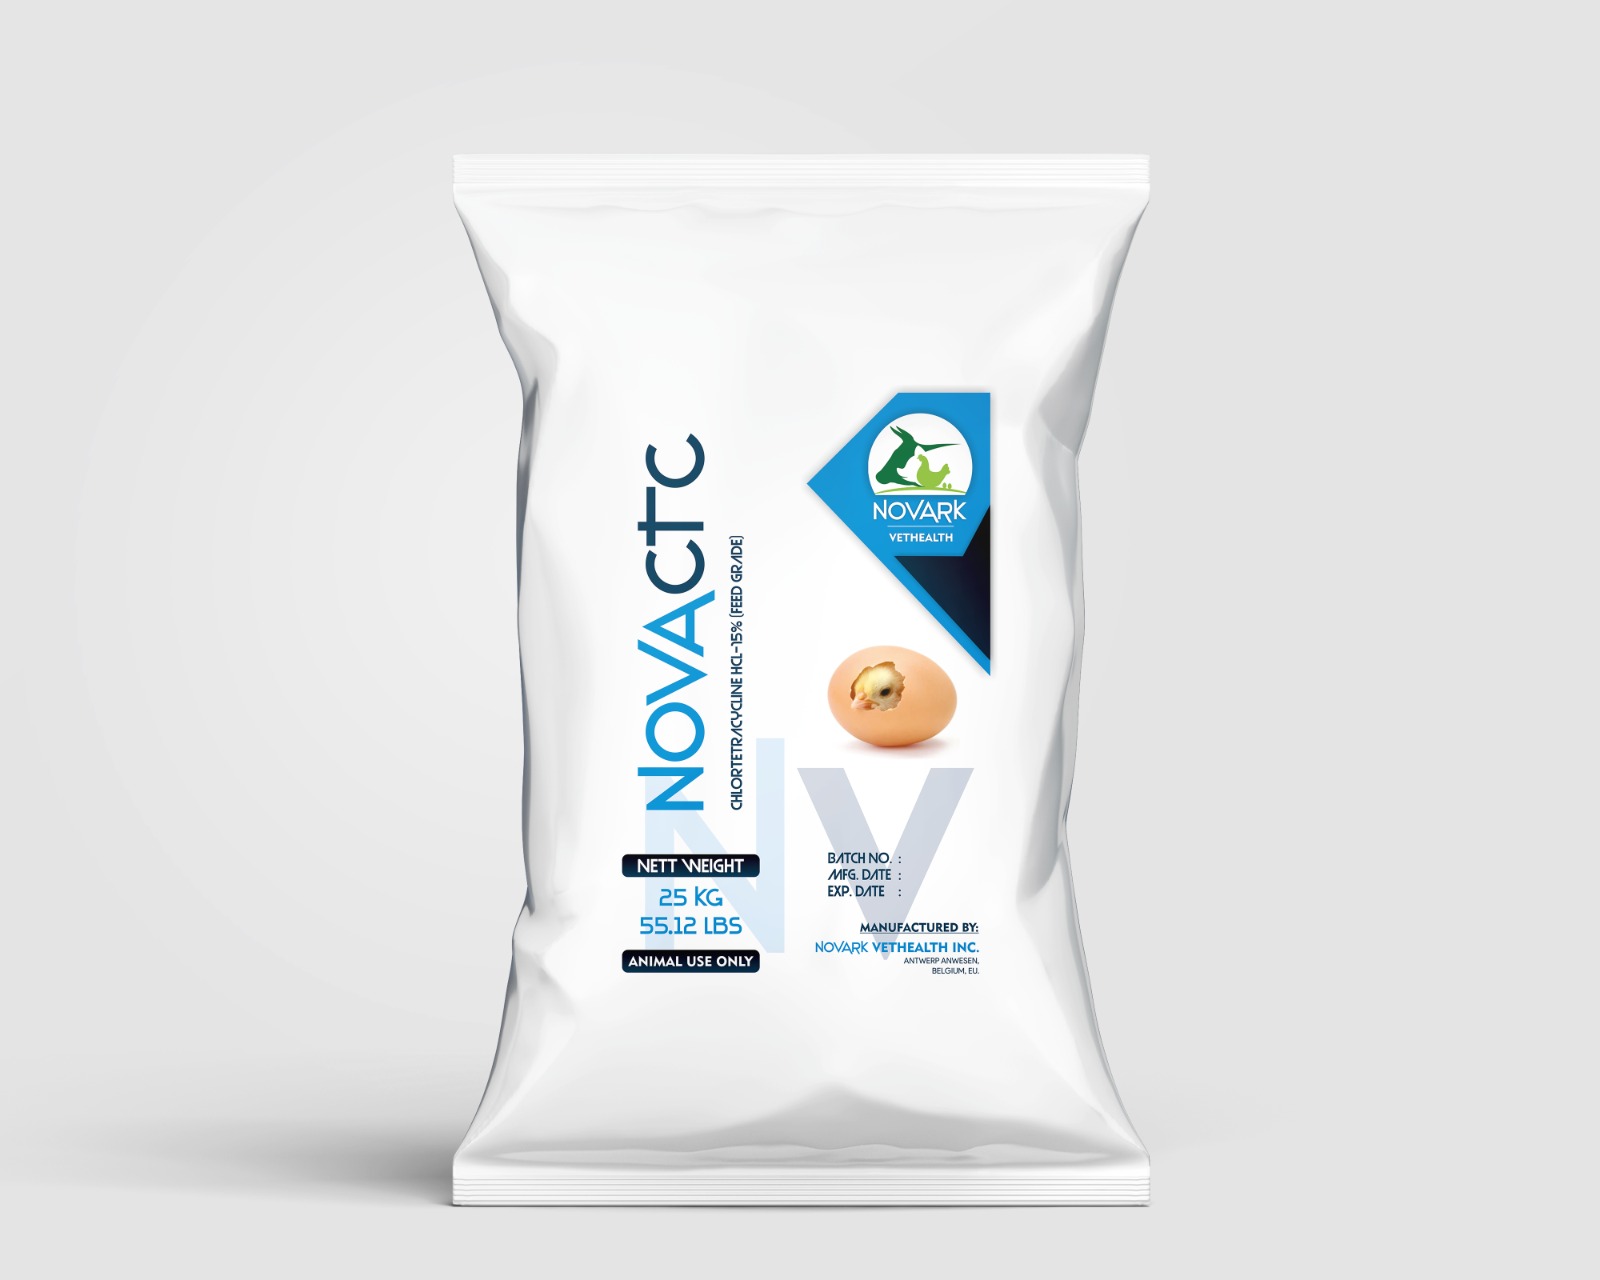 NOVACTC
CHLORTETRACYCLINE HCL-15% (FEED GRADE)
NOVARK
VETHEALTH
NV
NETT WEIGHT
25 KG
55.12 LBS
ANIMAL USE ONLY
BATCH NO. :
MFG. DATE :
EXP. DATE :
MANUFACTURED BY:
NOVARK VETHEALTH INC.
ANTWERP ANWESEN,
BELGIUM, EU.